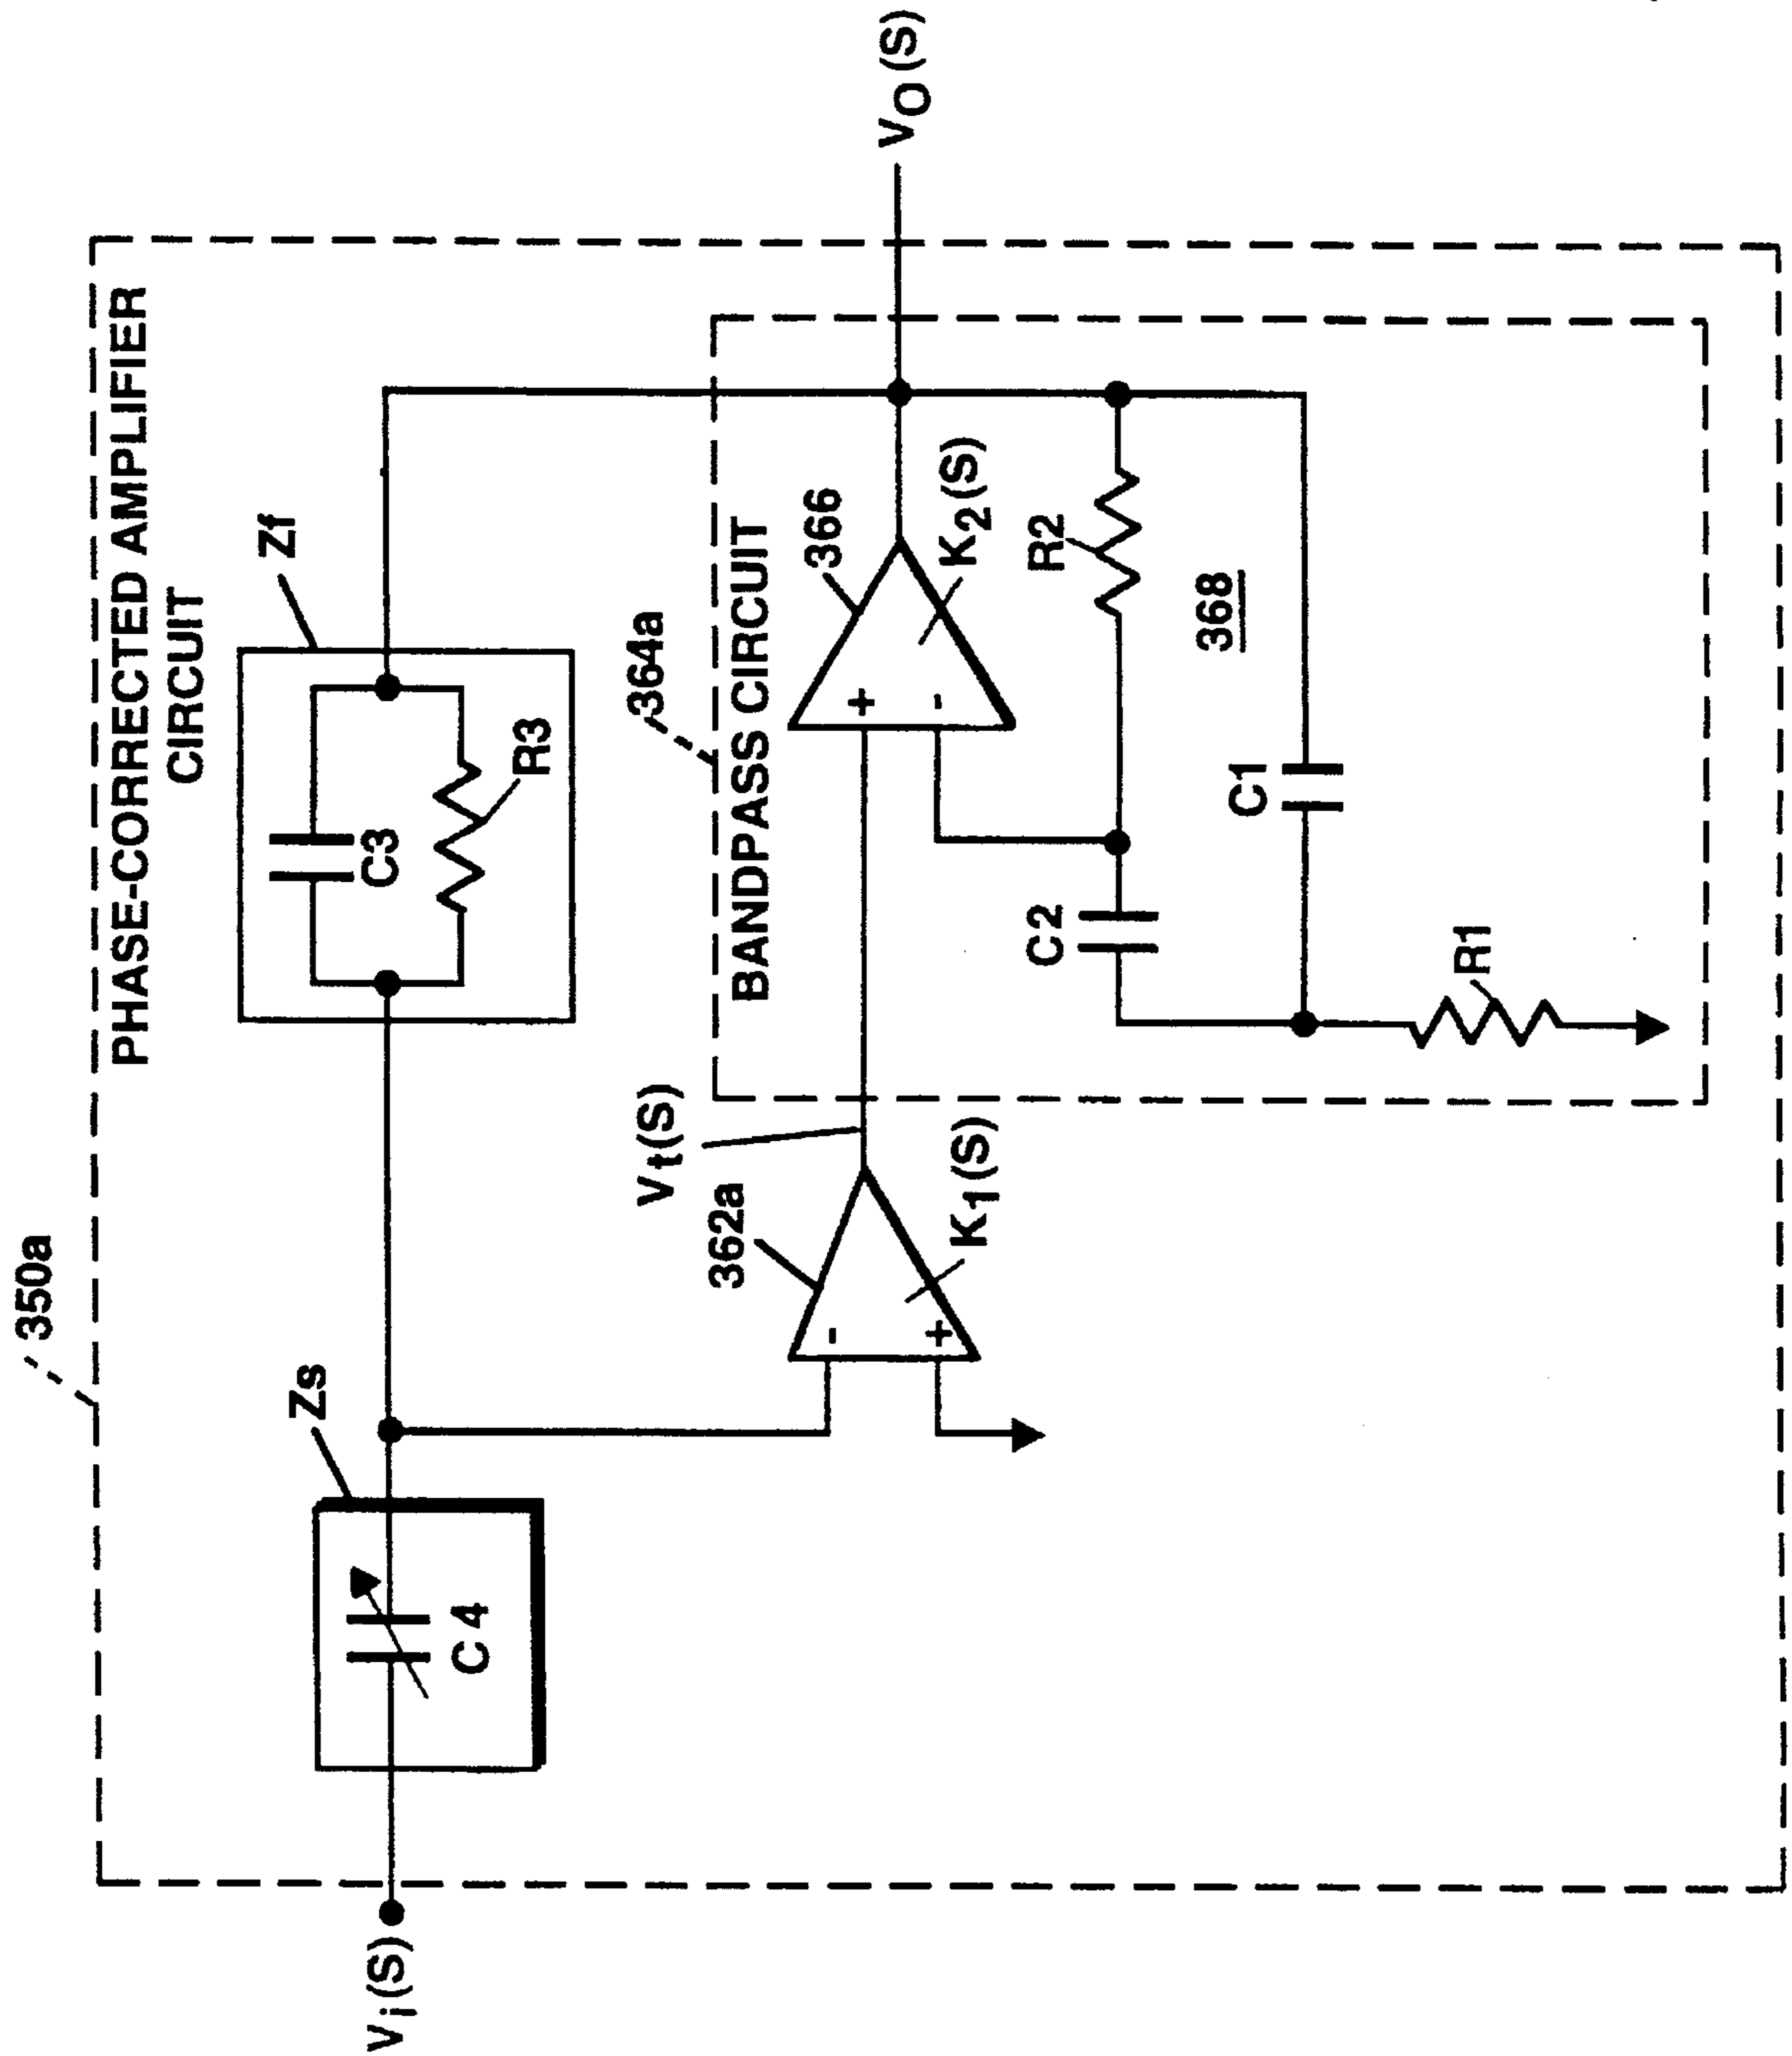 350a
PHASE-CORRECTED AMPLIFIER
CIRCUIT
Zf
Zs
C3
R3
C4
Vi(S)
VO(S)
Vt(S)
362a
K1(S)
364a
BANDPASS CIRCUIT
366
K2(S)
R2
368
C2
C1
R1
-
+
+
-